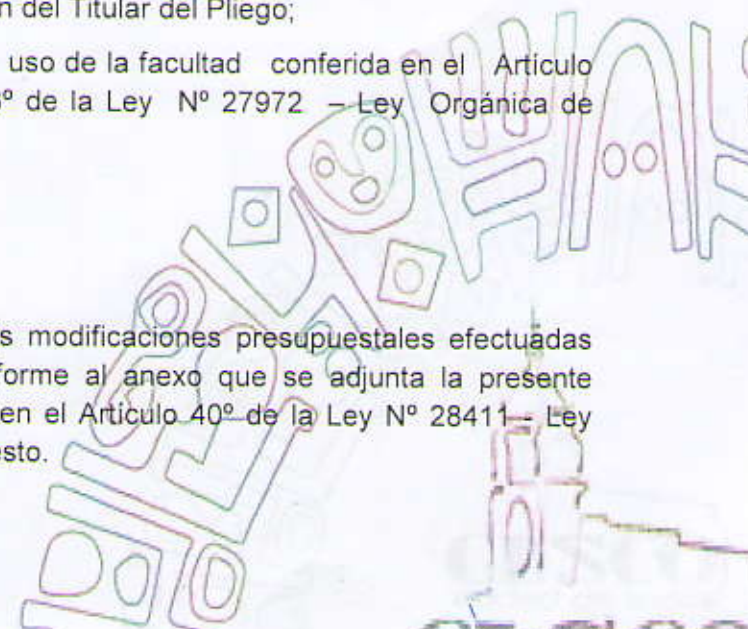 n del Titular del Pliego;
uso de la facultad conferida en el Articulo
º de la Ley Nº 27972 – Ley Orgánica de
s modificaciones presupuestales efectuadas
forme al anexo que se adjunta la presente
en el Articulo 40º de la Ley Nº 28411 - Ley
esto.